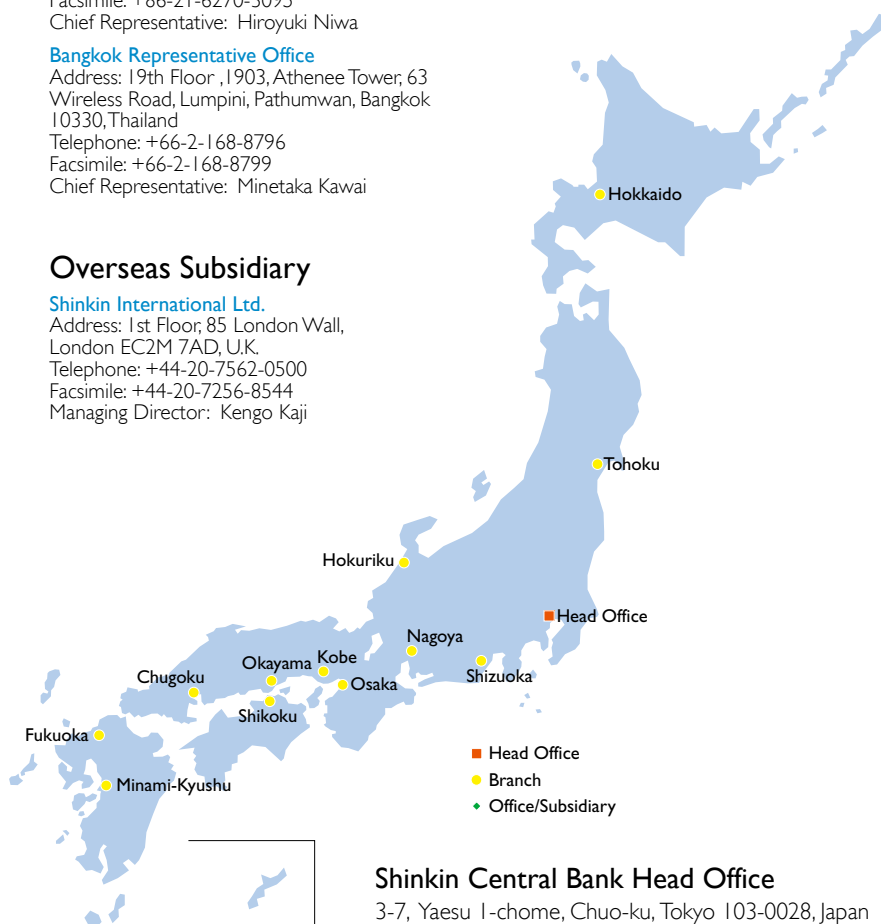 Facsimile: +86-21-6270-3095
Chief Representative: Hiroyuki Niwa
Bangkok Representative Office
Address: 19th Floor ,1903, Athenee Tower, 63
Wireless Road, Lumpini, Pathumwan, Bangkok
10330, Thailand
Telephone: +66-2-168-8796
Facsimile: +66-2-168-8799
Chief Representative: Minetaka Kawai
Overseas Subsidiary
Shinkin International Ltd.
Address: 1st Floor, 85 London Wall,
London EC2M 7AD, U.K.
Telephone: +44-20-7562-0500
Facsimile: +44-20-7256-8544
Managing Director: Kengo Kaji
Hokkaido
Tohoku
Hokuriku
Head Office
Nagoya
Kobe
Okayama
Shizuoka
Chugoku
Osaka
Shikoku
Fukuoka
Minami-Kyushu
Head Office
Branch
Office/Subsidiary
Shinkin Central Bank Head Office
3-7, Yaesu 1-chome, Chuo-ku, Tokyo 103-0028, Japan